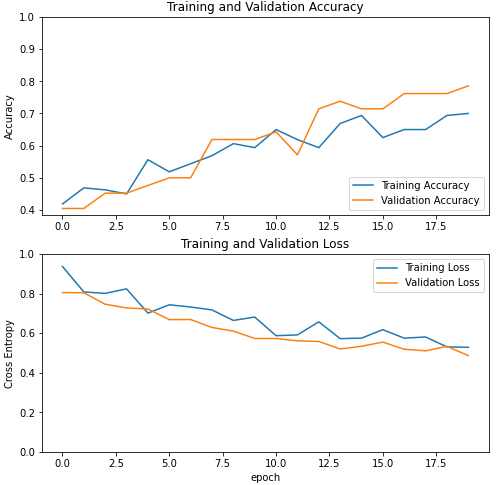 Training and Validation Accuracy
1.0
0.9
0.8
0.7
0.6
0.5
0.4
Accuracy
Training Accuracy
Validation Accuracy
0.0 2.5 5.0 7.5 10.0 12.5 15.0 17.5
Training and Validation Loss
1.0
0.8
0.6
0.4
0.2
0.0
Cross Entropy
Training Loss
Validation Loss
0.0 2.5 5.0 7.5 10.0 12.5 15.0 17.5
epoch